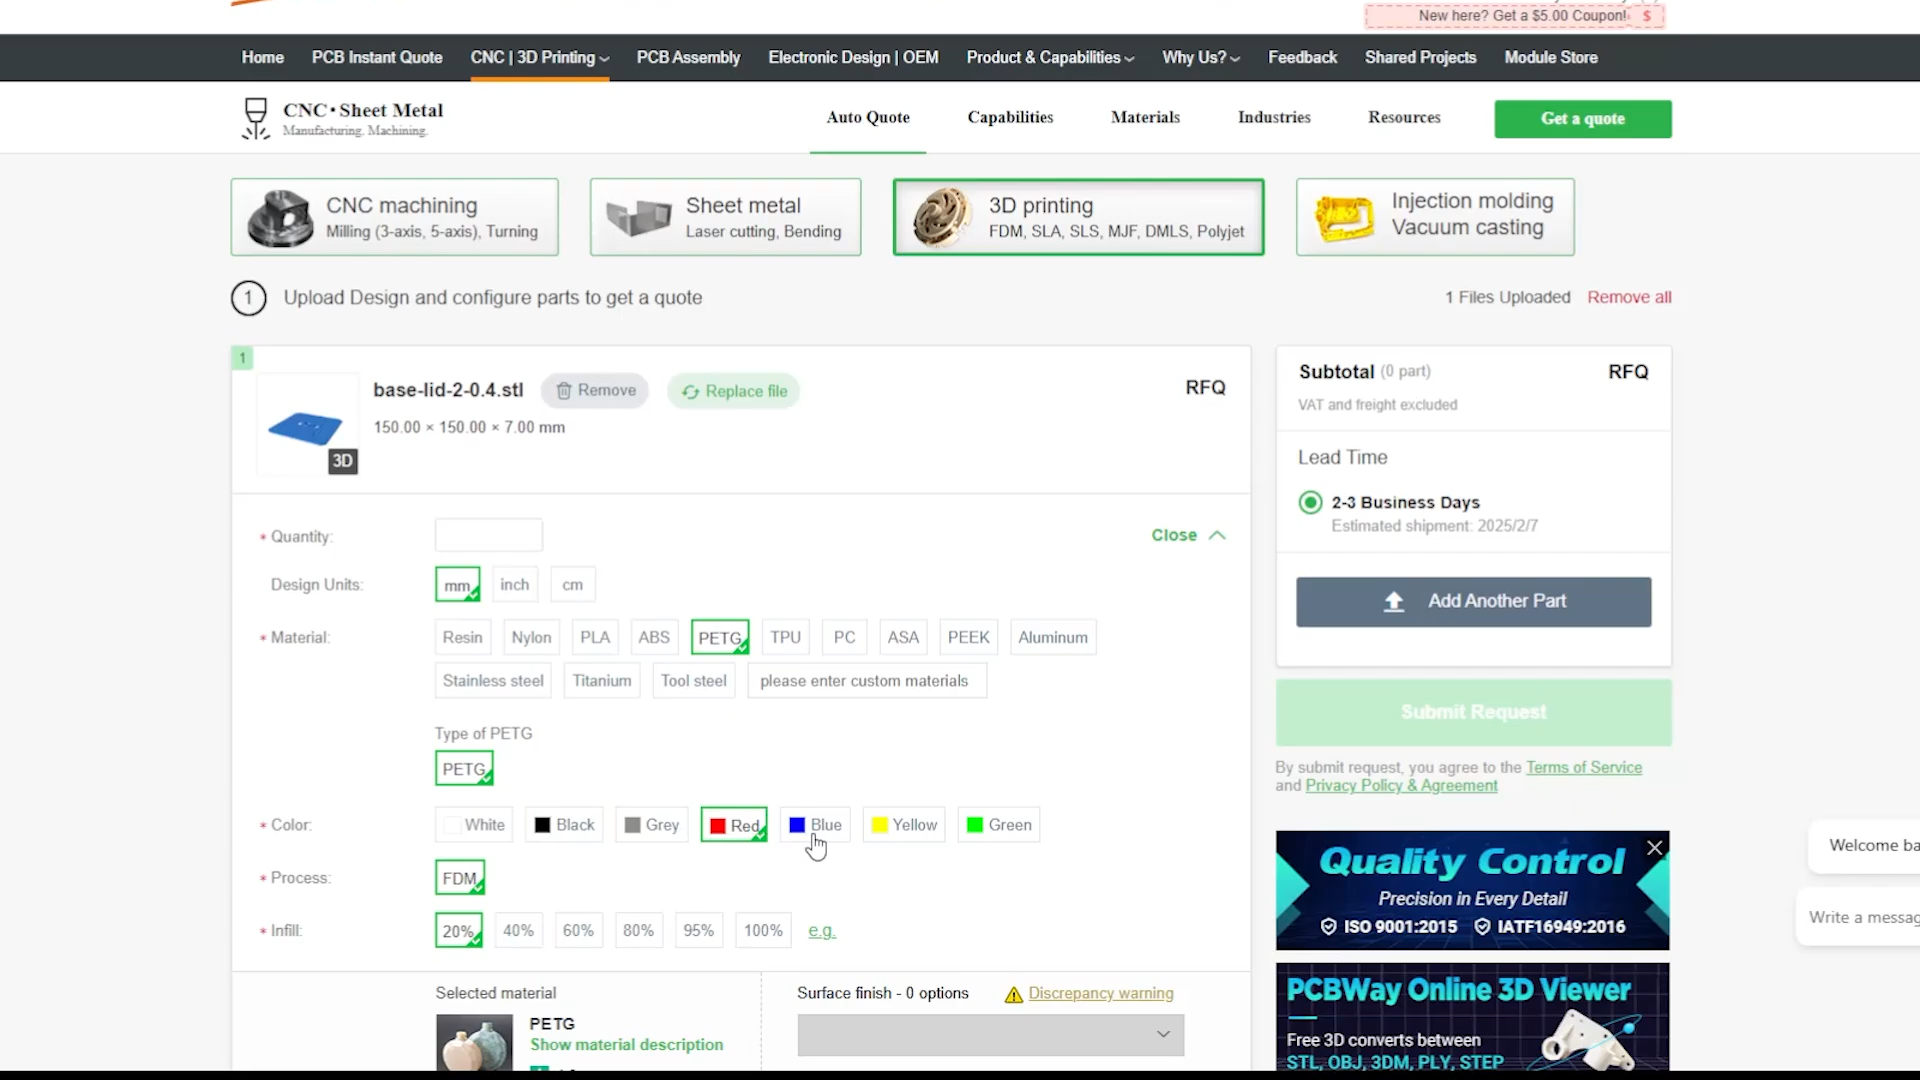 New here? Get a $5.00 Coupon! $
Home PCB Instant Quote CNC | 3D Printing PCB Assembly Electronic Design | OEM Product & Capabilities Why Us? Feedback Shared Projects Module Store
CNC • Sheet Metal
Manufacturing. Machining.
Auto Quote Capabilities Materials Industries Resources Get a quote
CNC machining
Milling (3-axis, 5-axis), Turning
Sheet metal
Laser cutting, Bending
3D printing
FDM, SLA, SLS, MJF, DMLS, Polyjet
Injection molding
Vacuum casting
1 Upload Design and configure parts to get a quote
1 Files Uploaded Remove all
1
base-lid-2-0.4.stl Remove Replace file RFQ
150.00 × 150.00 × 7.00 mm
3D
* Quantity: Close
Design Units: mm inch cm
* Material: Resin Nylon PLA ABS PETG TPU PC ASA PEEK Aluminum
Stainless steel Titanium Tool steel please enter custom materials
Type of PETG
PETG
* Color: White Black Grey Red Blue Yellow Green
* Process: FDM
* Infill: 20% 40% 60% 80% 95% 100% e.g.
Selected material
PETG
Show material description
Surface finish - 0 options Discrepancy warning
Subtotal (0 part) RFQ
VAT and freight excluded
Lead Time
2-3 Business Days
Estimated shipment: 2025/2/7
Add Another Part
Submit Request
By submit request, you agree to the Terms of Service
and Privacy Policy & Agreement
Quality Control
Precision in Every Detail
ISO 9001:2015 IATF16949:2016
PCBWay Online 3D Viewer
Free 3D converts between
STL, OBJ, 3DM, PLY, STEP
Welcome ba
Write a messag